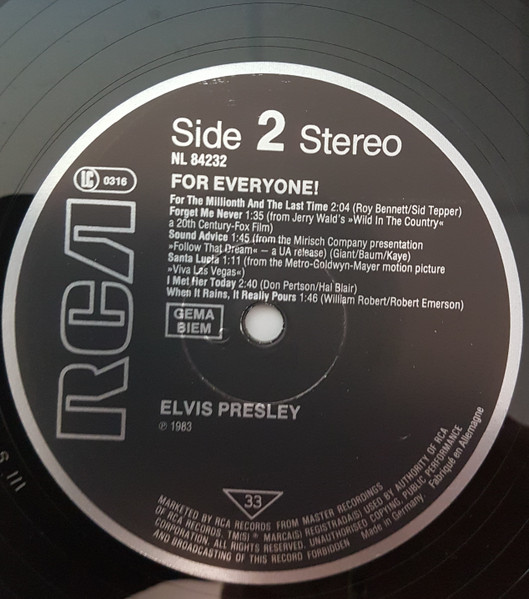 Side 2 Stereo
NL 84232
LC 0316
FOR EVERYONE!
For The Millionth And The Last Time 2:04 (Roy Bennett/Sid Tepper)
Forget Me Never 1:35 (from Jerry Wald's »Wild In The Country«
a 20th Century-Fox Film)
Sound Advice 1:45 (from the Mirisch Company presentation
»Follow That Dream« — a UA release) (Giant/Baum/Kaye)
Santa Lucia 1:11 (from the Metro-Goldwyn-Mayer motion picture
»Viva Las Vegas«)
I Met Her Today 2:40 (Don Pertson/Hal Blair)
When It Rains, It Really Pours 1:46 (William Robert/Robert Emerson)
GEMA
BIEM
RCA
ELVIS PRESLEY
℗ 1983
33
MARKETED BY RCA RECORDS FROM MASTER RECORDINGS
OF RCA RECORDS. TM(S) ® MARCA(S) REGISTRADA(S) USED BY AUTHORITY OF RCA
CORPORATION. ALL RIGHTS RESERVED. UNAUTHORISED COPYING, PUBLIC PERFORMANCE
AND BROADCASTING OF THIS RECORD FORBIDDEN
Made in Germany.
Fabriqué en Allemagne